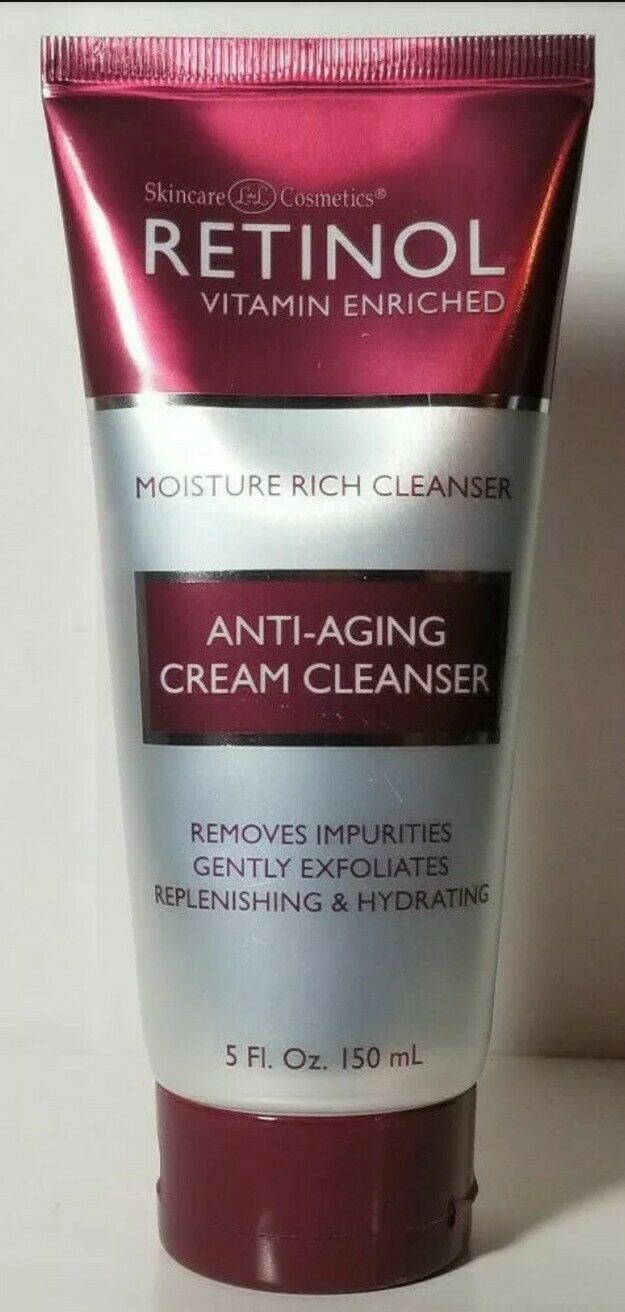 Skincare L~L Cosmetics®
RETINOL
VITAMIN ENRICHED
MOISTURE RICH CLEANSER
ANTI-AGING
CREAM CLEANSER
REMOVES IMPURITIES
GENTLY EXFOLIATES
REPLENISHING & HYDRATING
5 Fl. Oz. 150 mL